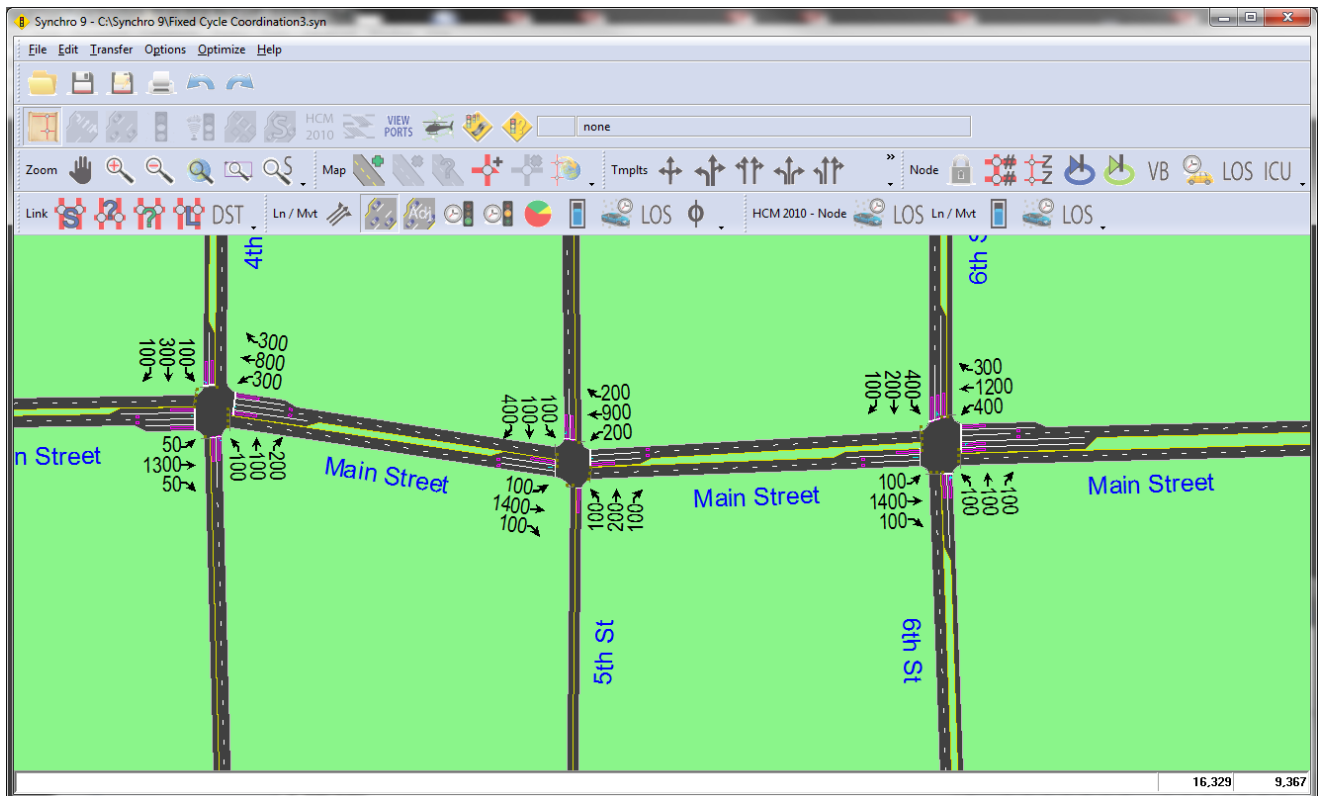 Synchro 9 - C:\Synchro 9\Fixed Cycle Coordination3.syn
File Edit Transfer Options Optimize Help
HCM 2010
VIEW PORTS
none
Zoom
Map
Tmplts
»
Node
VB
LOS
ICU
Link
DST
Ln / Mvt
LOS
ϕ
HCM 2010 - Node
LOS
Ln / Mvt
LOS
4th
6th S
100
300
100
300
800
300
50
1300
50
100
100
200
n Street
Main Street
400
100
100
200
900
200
100
1400
100
100
200
100
5th St
Main Street
100
200
400
300
1200
400
100
1400
100
100
100
100
Main Street
6th St
16,329
9,367